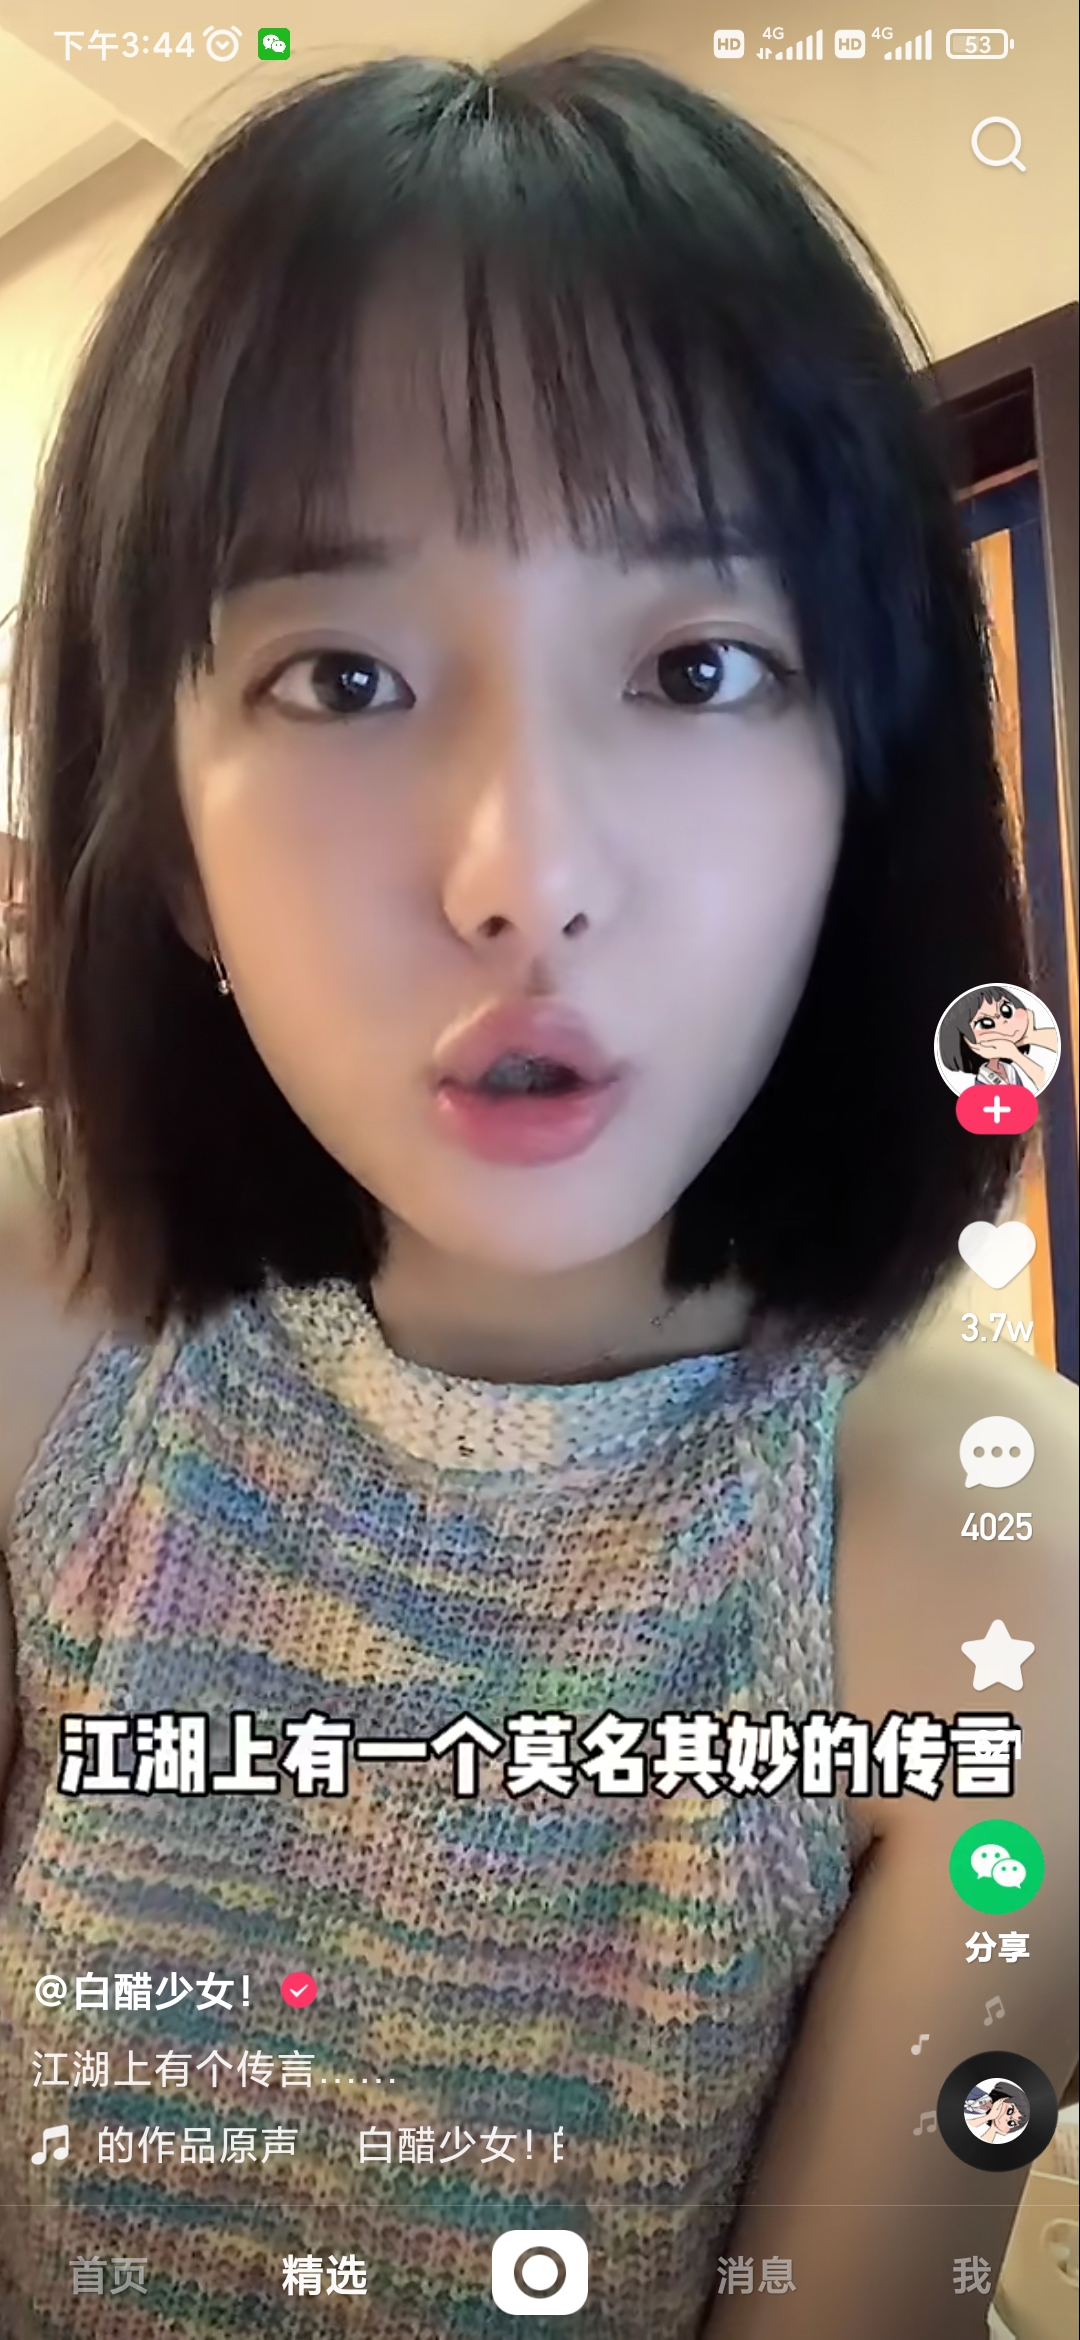 下午3:44
HD 4G HD 4G 53
3.7w
4025
江湖上有一个莫名其妙的传言
分享
@白醋少女！
江湖上有个传言……
的作品原声 白醋少女！
首页 精选 消息 我